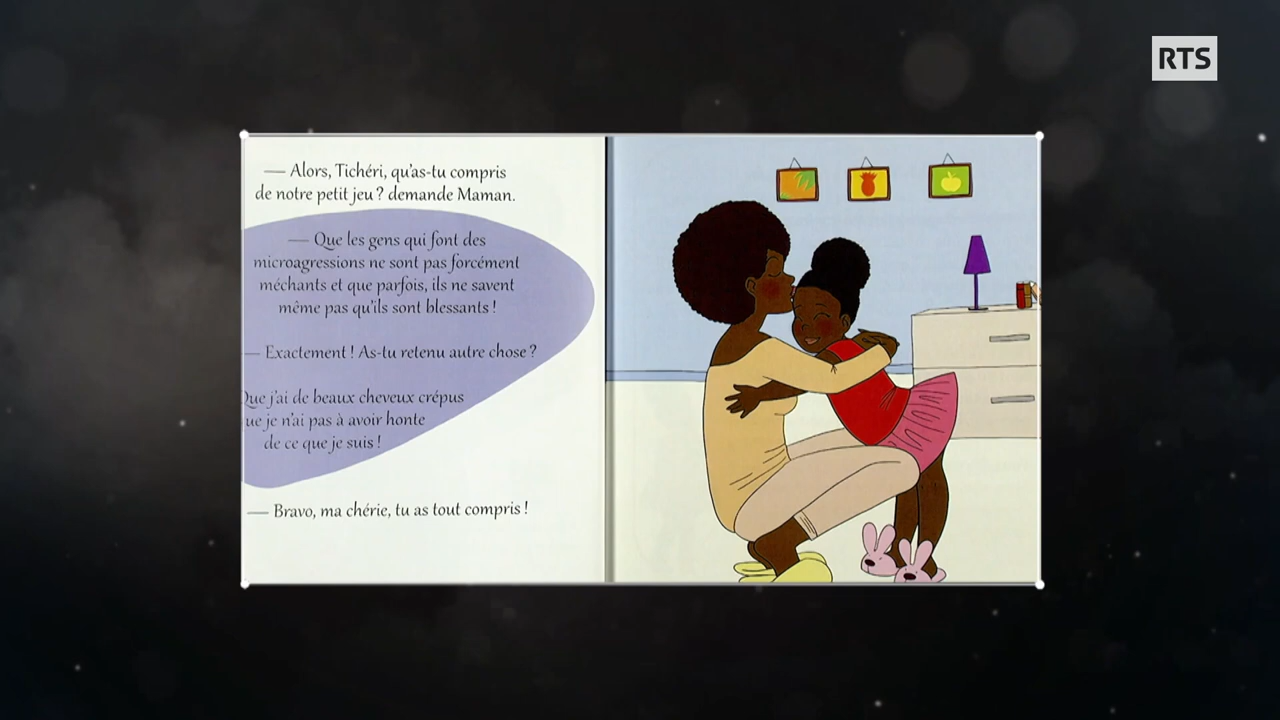 RTS
— Alors, Tichéri, qu'as-tu compris
de notre petit jeu ? demande Maman.
— Que les gens qui font des
microagressions ne sont pas forcément
méchants et que parfois, ils ne savent
même pas qu'ils sont blessants !
— Exactement ! As-tu retenu autre chose ?
Que j'ai de beaux cheveux crépus
ue je n'ai pas à avoir honte
de ce que je suis !
— Bravo, ma chérie, tu as tout compris !